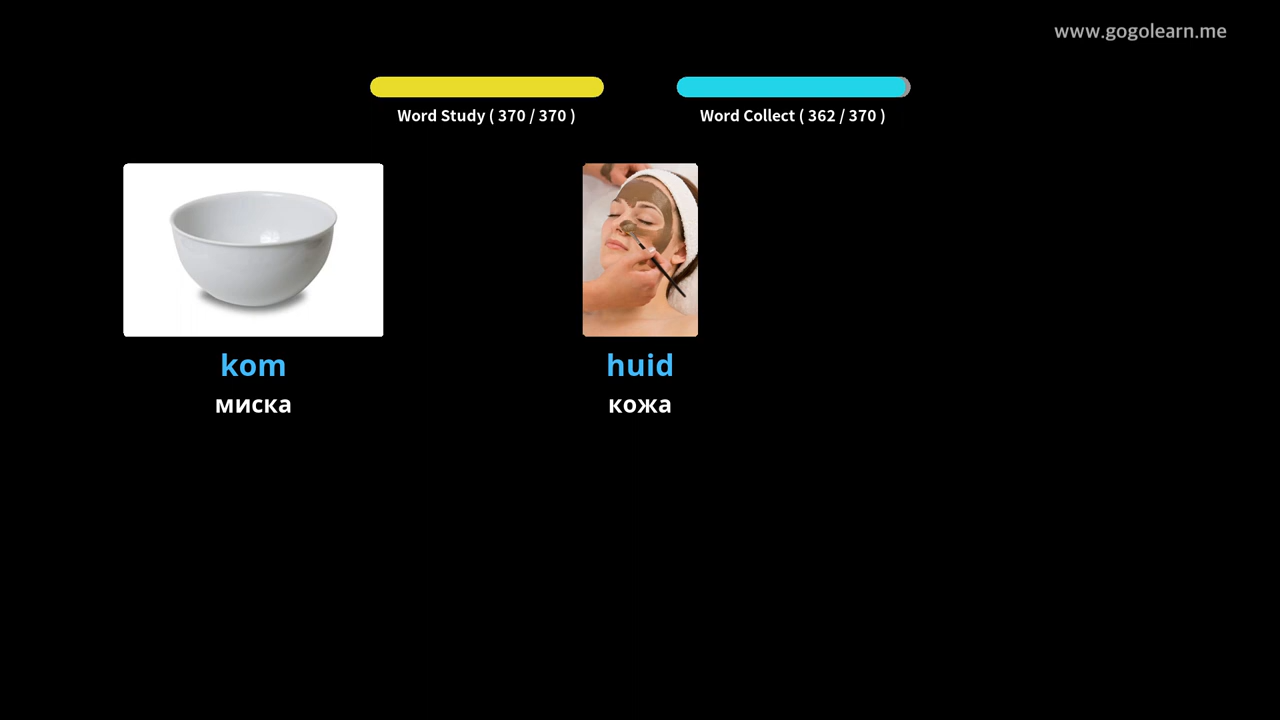 www.gogolearn.me
Word Study ( 370 / 370 )
Word Collect ( 362 / 370 )
kom
huid
миска
кожа